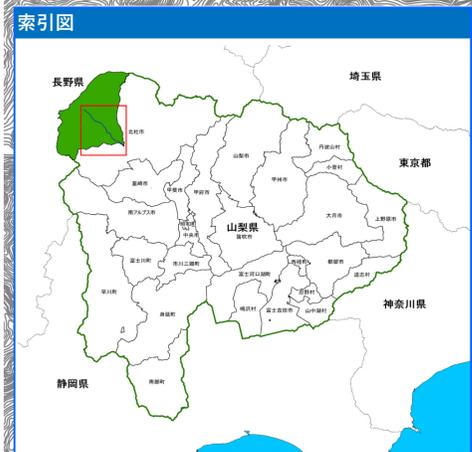 索引図
長野県
埼玉県
北杜市
山梨市
丹波山村
小菅村
東京都
韮崎市
甲斐市
甲府市
甲州市
南アルプス市
大月市
上野原市
昭和町
中央市
山梨県
笛吹市
富士川町
市川三郷町
西桂町
都留市
富士河口湖町
道志村
早川町
忍野村
鳴沢村
富士吉田市
山中湖村
神奈川県
身延町
静岡県
南部町